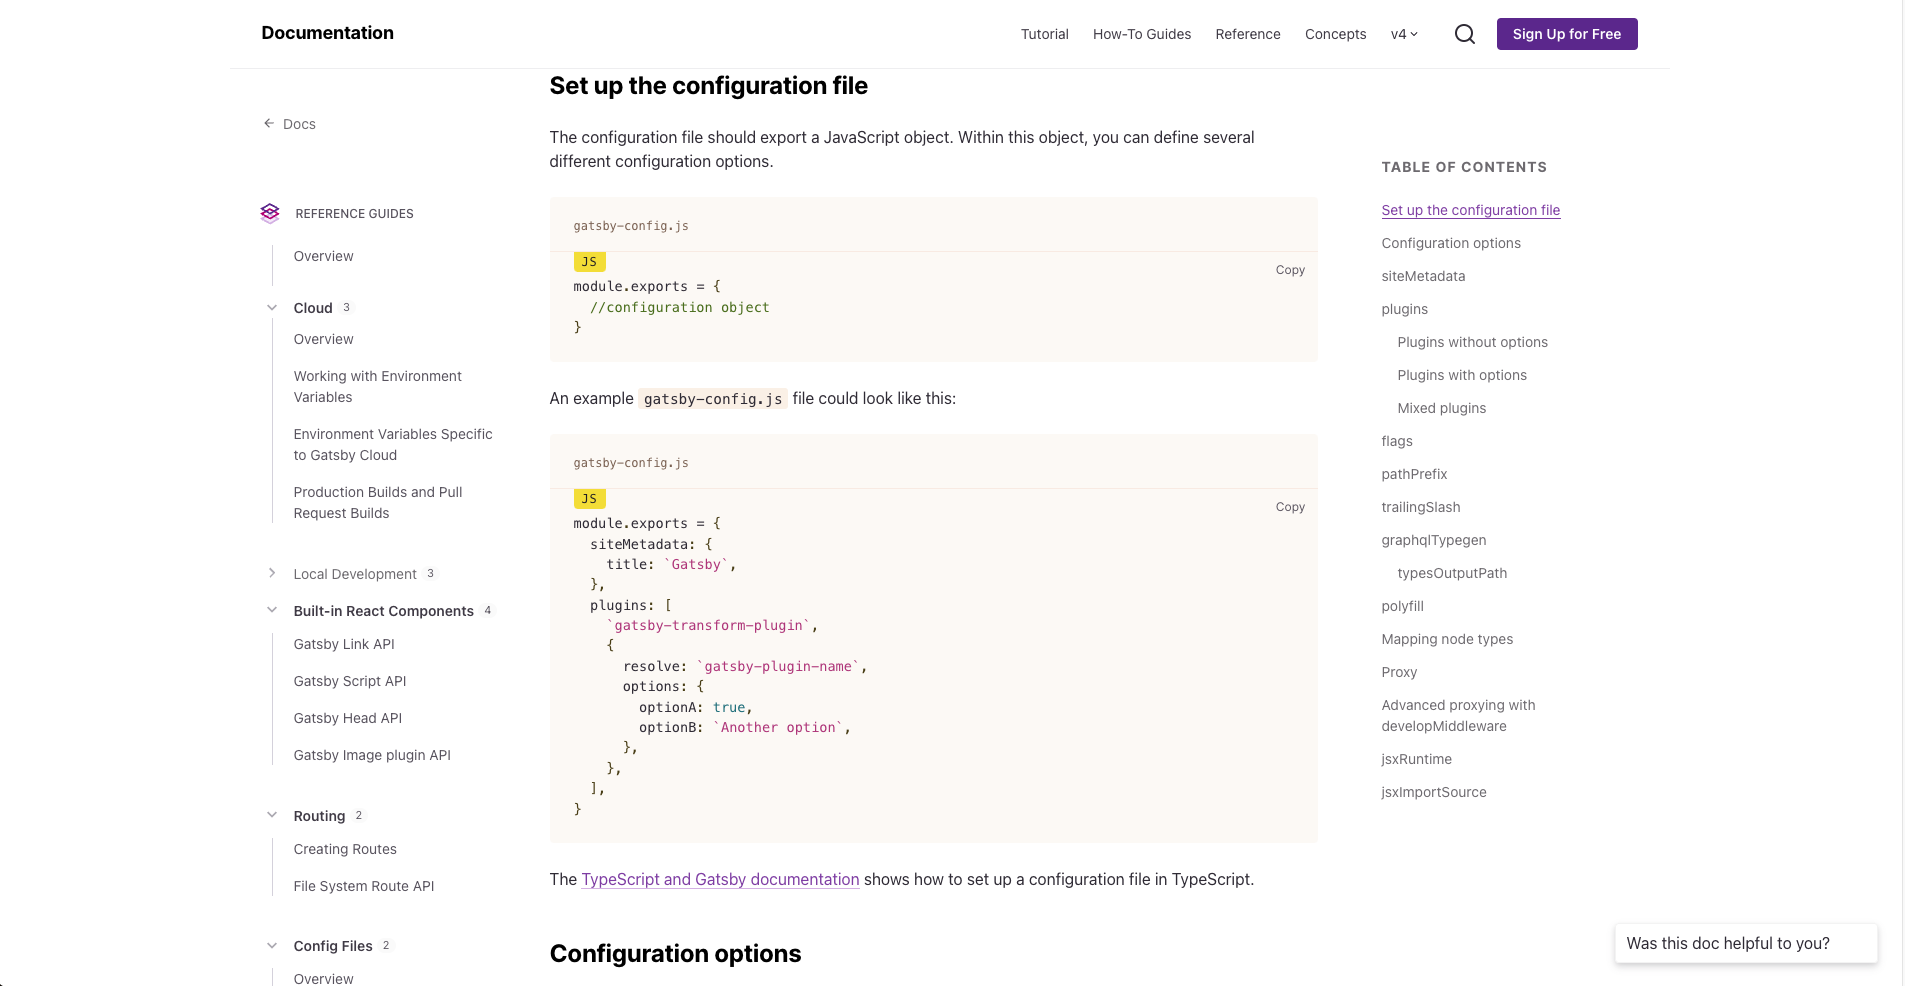 Documentation
Tutorial
How-To Guides
Reference
Concepts
v4
Sign Up for Free
Docs
REFERENCE GUIDES
Overview
Cloud 3
Overview
Working with Environment
Variables
Environment Variables Specific
to Gatsby Cloud
Production Builds and Pull
Request Builds
Local Development 3
Built-in React Components 4
Gatsby Link API
Gatsby Script API
Gatsby Head API
Gatsby Image plugin API
Routing 2
Creating Routes
File System Route API
Config Files 2
Overview
Set up the configuration file
The configuration file should export a JavaScript object. Within this object, you can define several
different configuration options.
gatsby-config.js
JS
Copy
module.exports = {
  //configuration object
}
An example gatsby-config.js file could look like this:
gatsby-config.js
JS
Copy
module.exports = {
  siteMetadata: {
    title: `Gatsby`,
  },
  plugins: [
    `gatsby-transform-plugin`,
    {
      resolve: `gatsby-plugin-name`,
      options: {
        optionA: true,
        optionB: `Another option`,
      },
    },
  ],
}
The TypeScript and Gatsby documentation shows how to set up a configuration file in TypeScript.
Configuration options
TABLE OF CONTENTS
Set up the configuration file
Configuration options
siteMetadata
plugins
Plugins without options
Plugins with options
Mixed plugins
flags
pathPrefix
trailingSlash
graphqlTypegen
typesOutputPath
polyfill
Mapping node types
Proxy
Advanced proxying with
developMiddleware
jsxRuntime
jsxImportSource
Was this doc helpful to you?